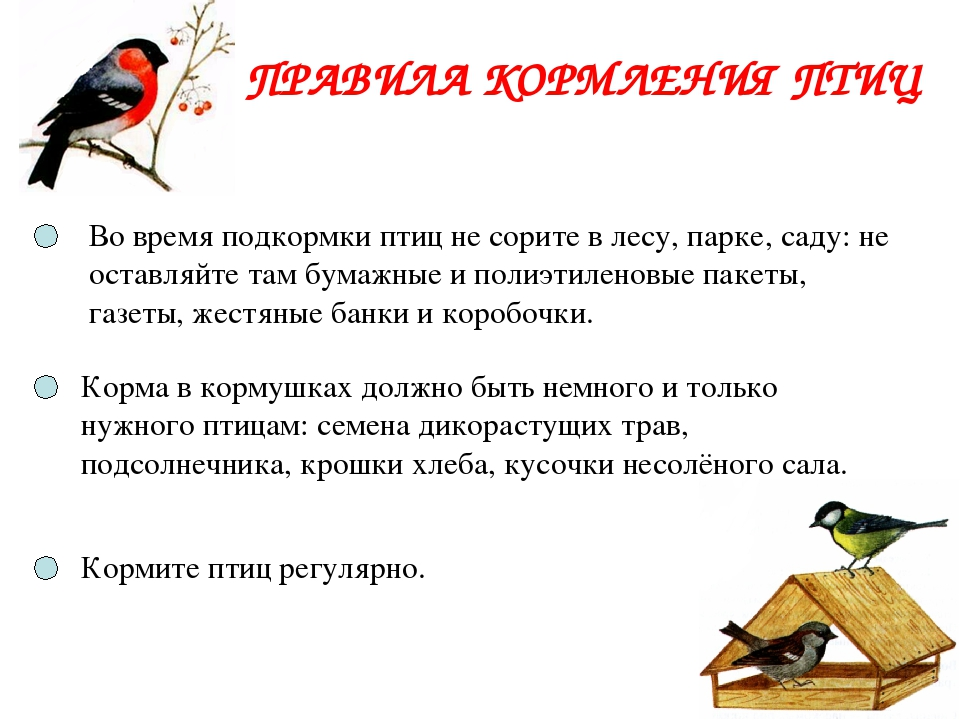 ПРАВИЛА КОРМЛЕНИЯ ПТИЦ
Во время подкормки птиц не сорите в лесу, парке, саду: не
оставляйте там бумажные и полиэтиленовые пакеты,
газеты, жестяные банки и коробочки.
Корма в кормушках должно быть немного и только
нужного птицам: семена дикорастущих трав,
подсолнечника, крошки хлеба, кусочки несолёного сала.
Кормите птиц регулярно.